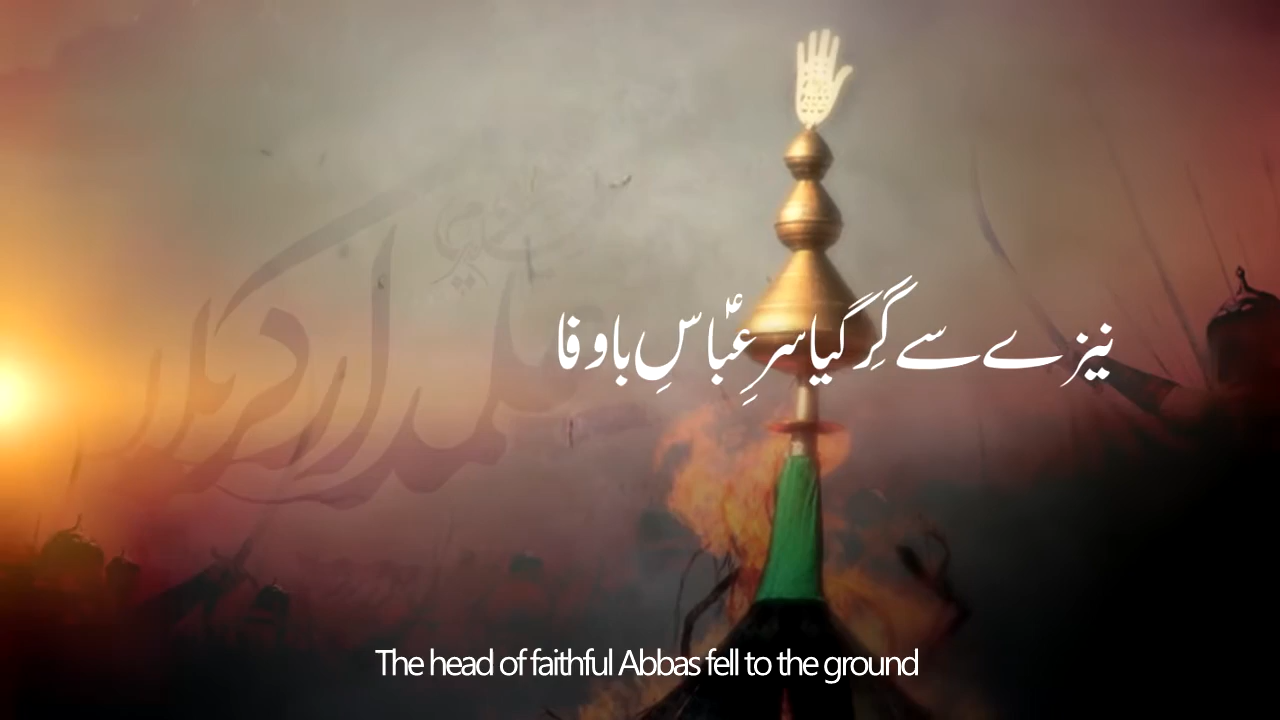 نیزے سے گِر گیا سرِ عبّاسؑ باوفا
The head of faithful Abbas fell to the ground